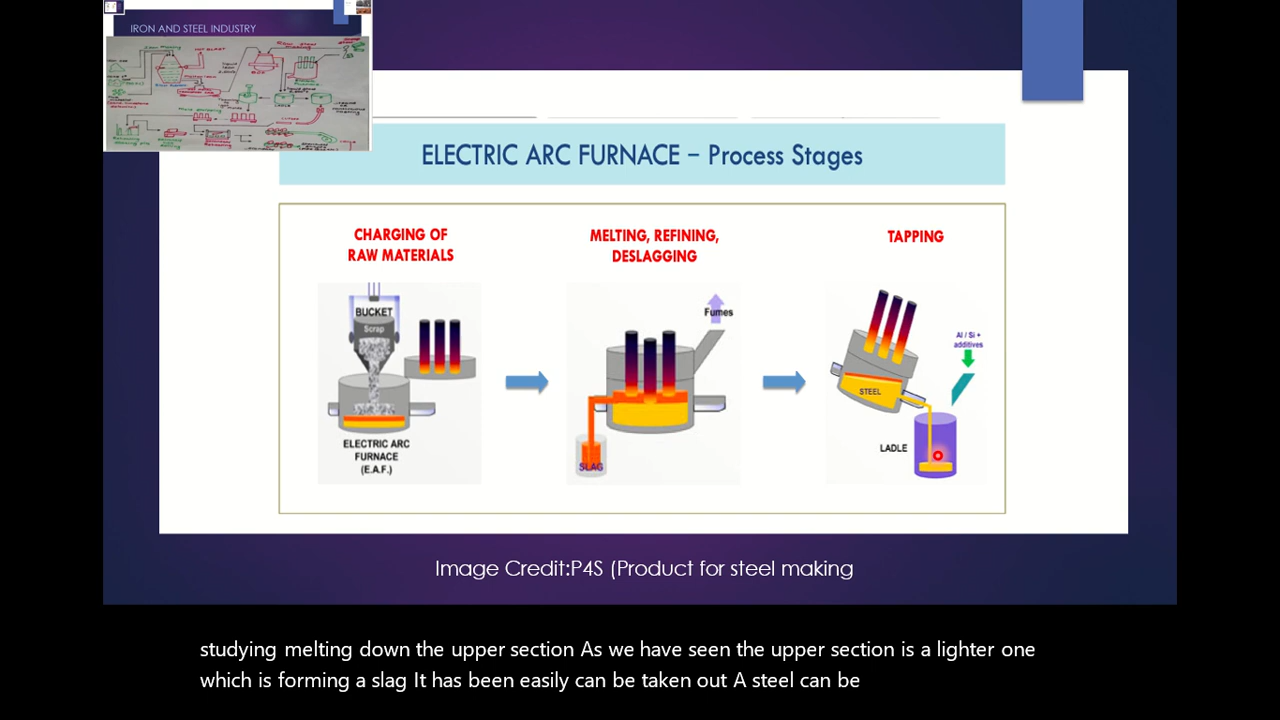 IRON AND STEEL INDUSTRY
HOT BLAST
LADLE
ELECTRIC ARC FURNACE – Process Stages
CHARGING OF
RAW MATERIALS
MELTING, REFINING,
DESLAGGING
TAPPING
BUCKET
Scrap
ELECTRIC ARC
FURNACE
(E.A.F.)
Fumes
SLAG
Al / Si +
additives
STEEL
LADLE
Image Credit:P4S (Product for steel making
studying melting down the upper section As we have seen the upper section is a lighter one
which is forming a slag It has been easily can be taken out A steel can be